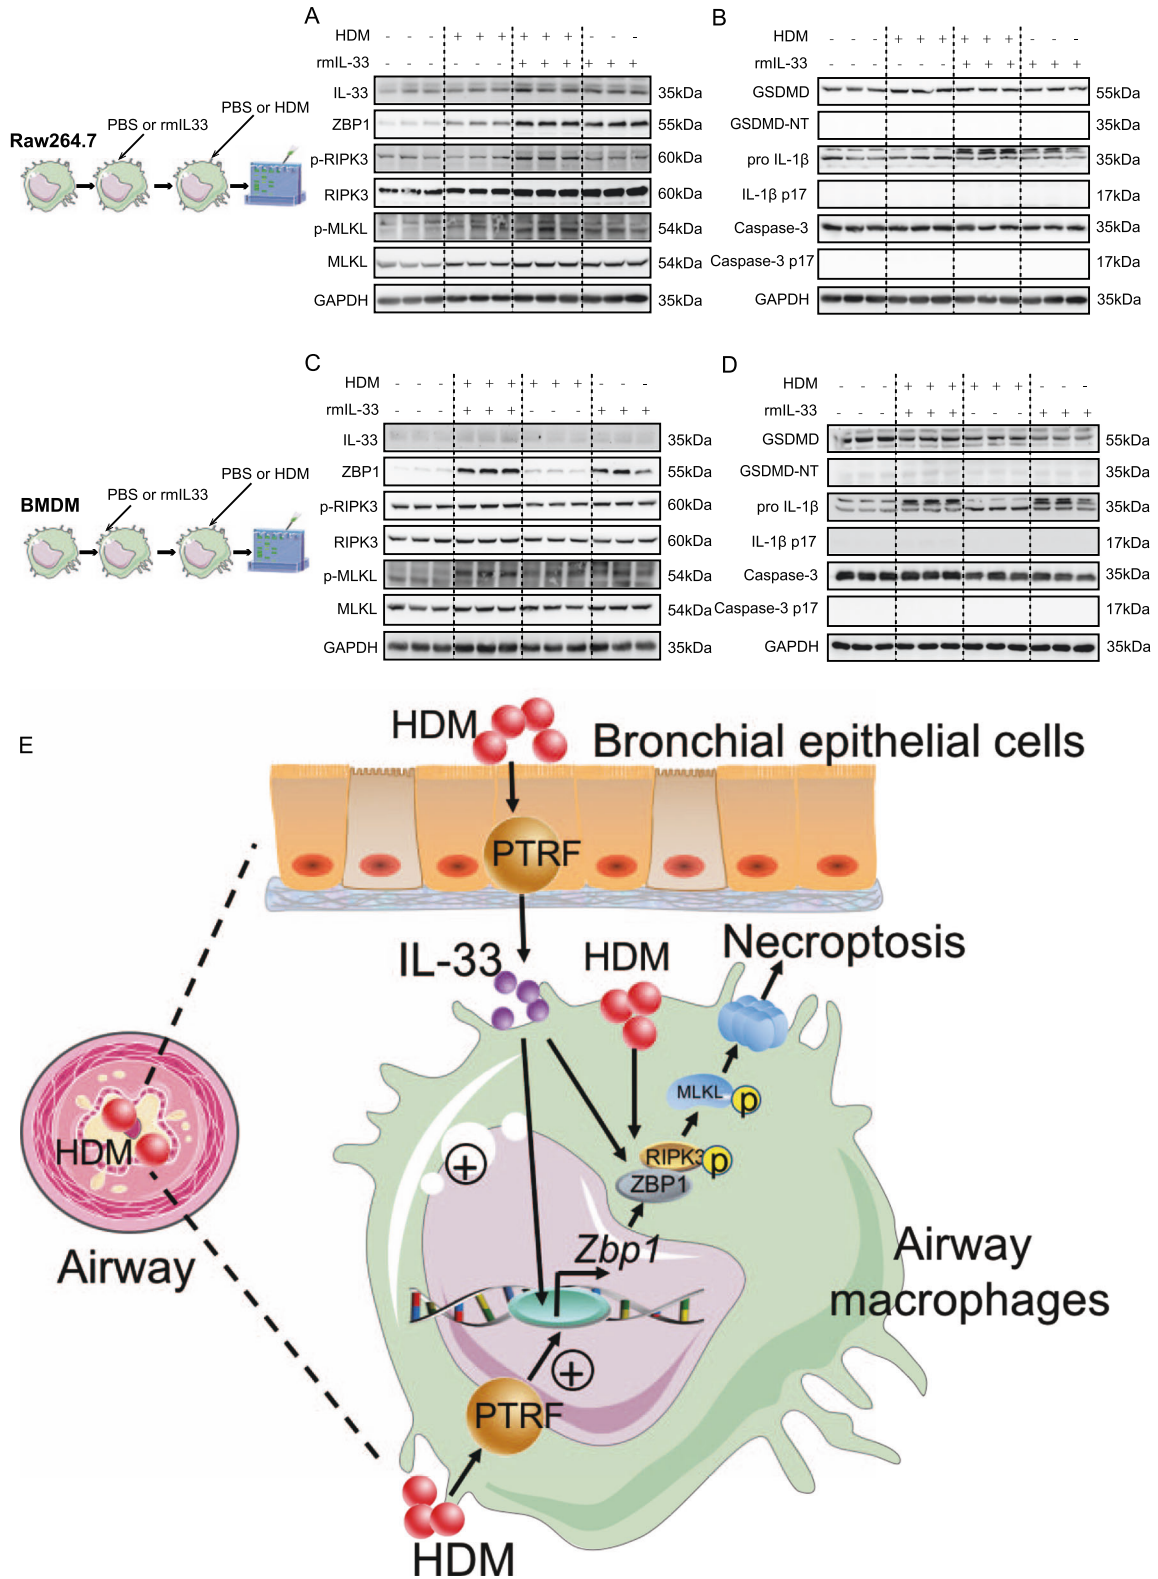 A
HDM - - - + + + + + + - - -
rmIL-33 - - - - - - + + + + + +
IL-33 35kDa
ZBP1 55kDa
p-RIPK3 60kDa
RIPK3 60kDa
p-MLKL 54kDa
MLKL 54kDa
GAPDH 35kDa
Raw264.7
PBS or rmIL33
PBS or HDM
B
HDM - - - + + + + + + - - -
rmIL-33 - - - - - - + + + + + +
GSDMD 55kDa
GSDMD-NT 35kDa
pro IL-1β 35kDa
IL-1β p17 17kDa
Caspase-3 35kDa
Caspase-3 p17 17kDa
GAPDH 35kDa
C
HDM - - - + + + + + + - - -
rmIL-33 - - - + + + - - - + + +
IL-33 35kDa
ZBP1 55kDa
p-RIPK3 60kDa
RIPK3 60kDa
p-MLKL 54kDa
MLKL 54kDa
GAPDH 35kDa
BMDM
PBS or rmIL33
PBS or HDM
D
HDM - - - + + + + + + - - -
rmIL-33 - - - + + + - - - + + +
GSDMD 55kDa
GSDMD-NT 35kDa
pro IL-1β 35kDa
IL-1β p17 17kDa
Caspase-3 35kDa
Caspase-3 p17 17kDa
GAPDH 35kDa
E
HDM
Bronchial epithelial cells
PTRF
IL-33
HDM
Necroptosis
MLKL p
RIPK3 p
ZBP1
HDM
Airway
+
Zbp1
Airway
macrophages
+
PTRF
HDM